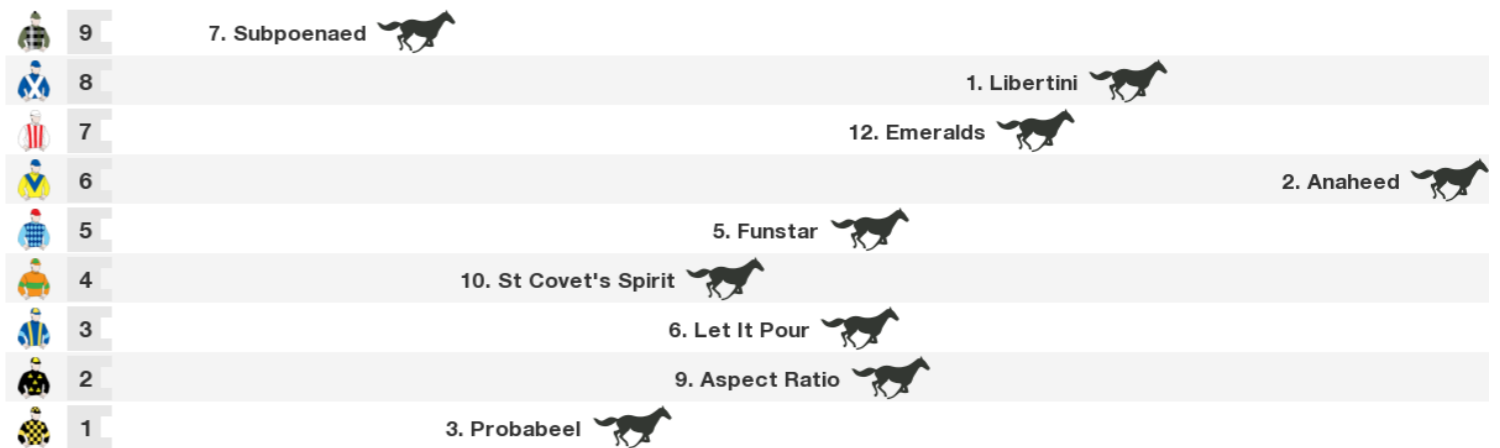 9 7. Subpoenaed
8 1. Libertini
7 12. Emeralds
6 2. Anaheed
5 5. Funstar
4 10. St Covet's Spirit
3 6. Let It Pour
2 9. Aspect Ratio
1 3. Probabeel